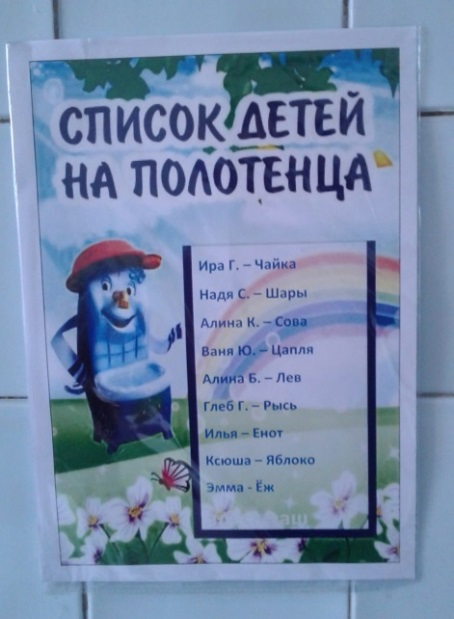 СПИСОК ДЕТЕЙ
НА ПОЛОТЕНЦА
Ира Г. – Чайка
Надя С. – Шары
Алина К. – Сова
Ваня Ю. – Цапля
Алина Б. – Лев
Глеб Г. – Рысь
Илья – Енот
Ксюша – Яблоко
Эмма - Ёж